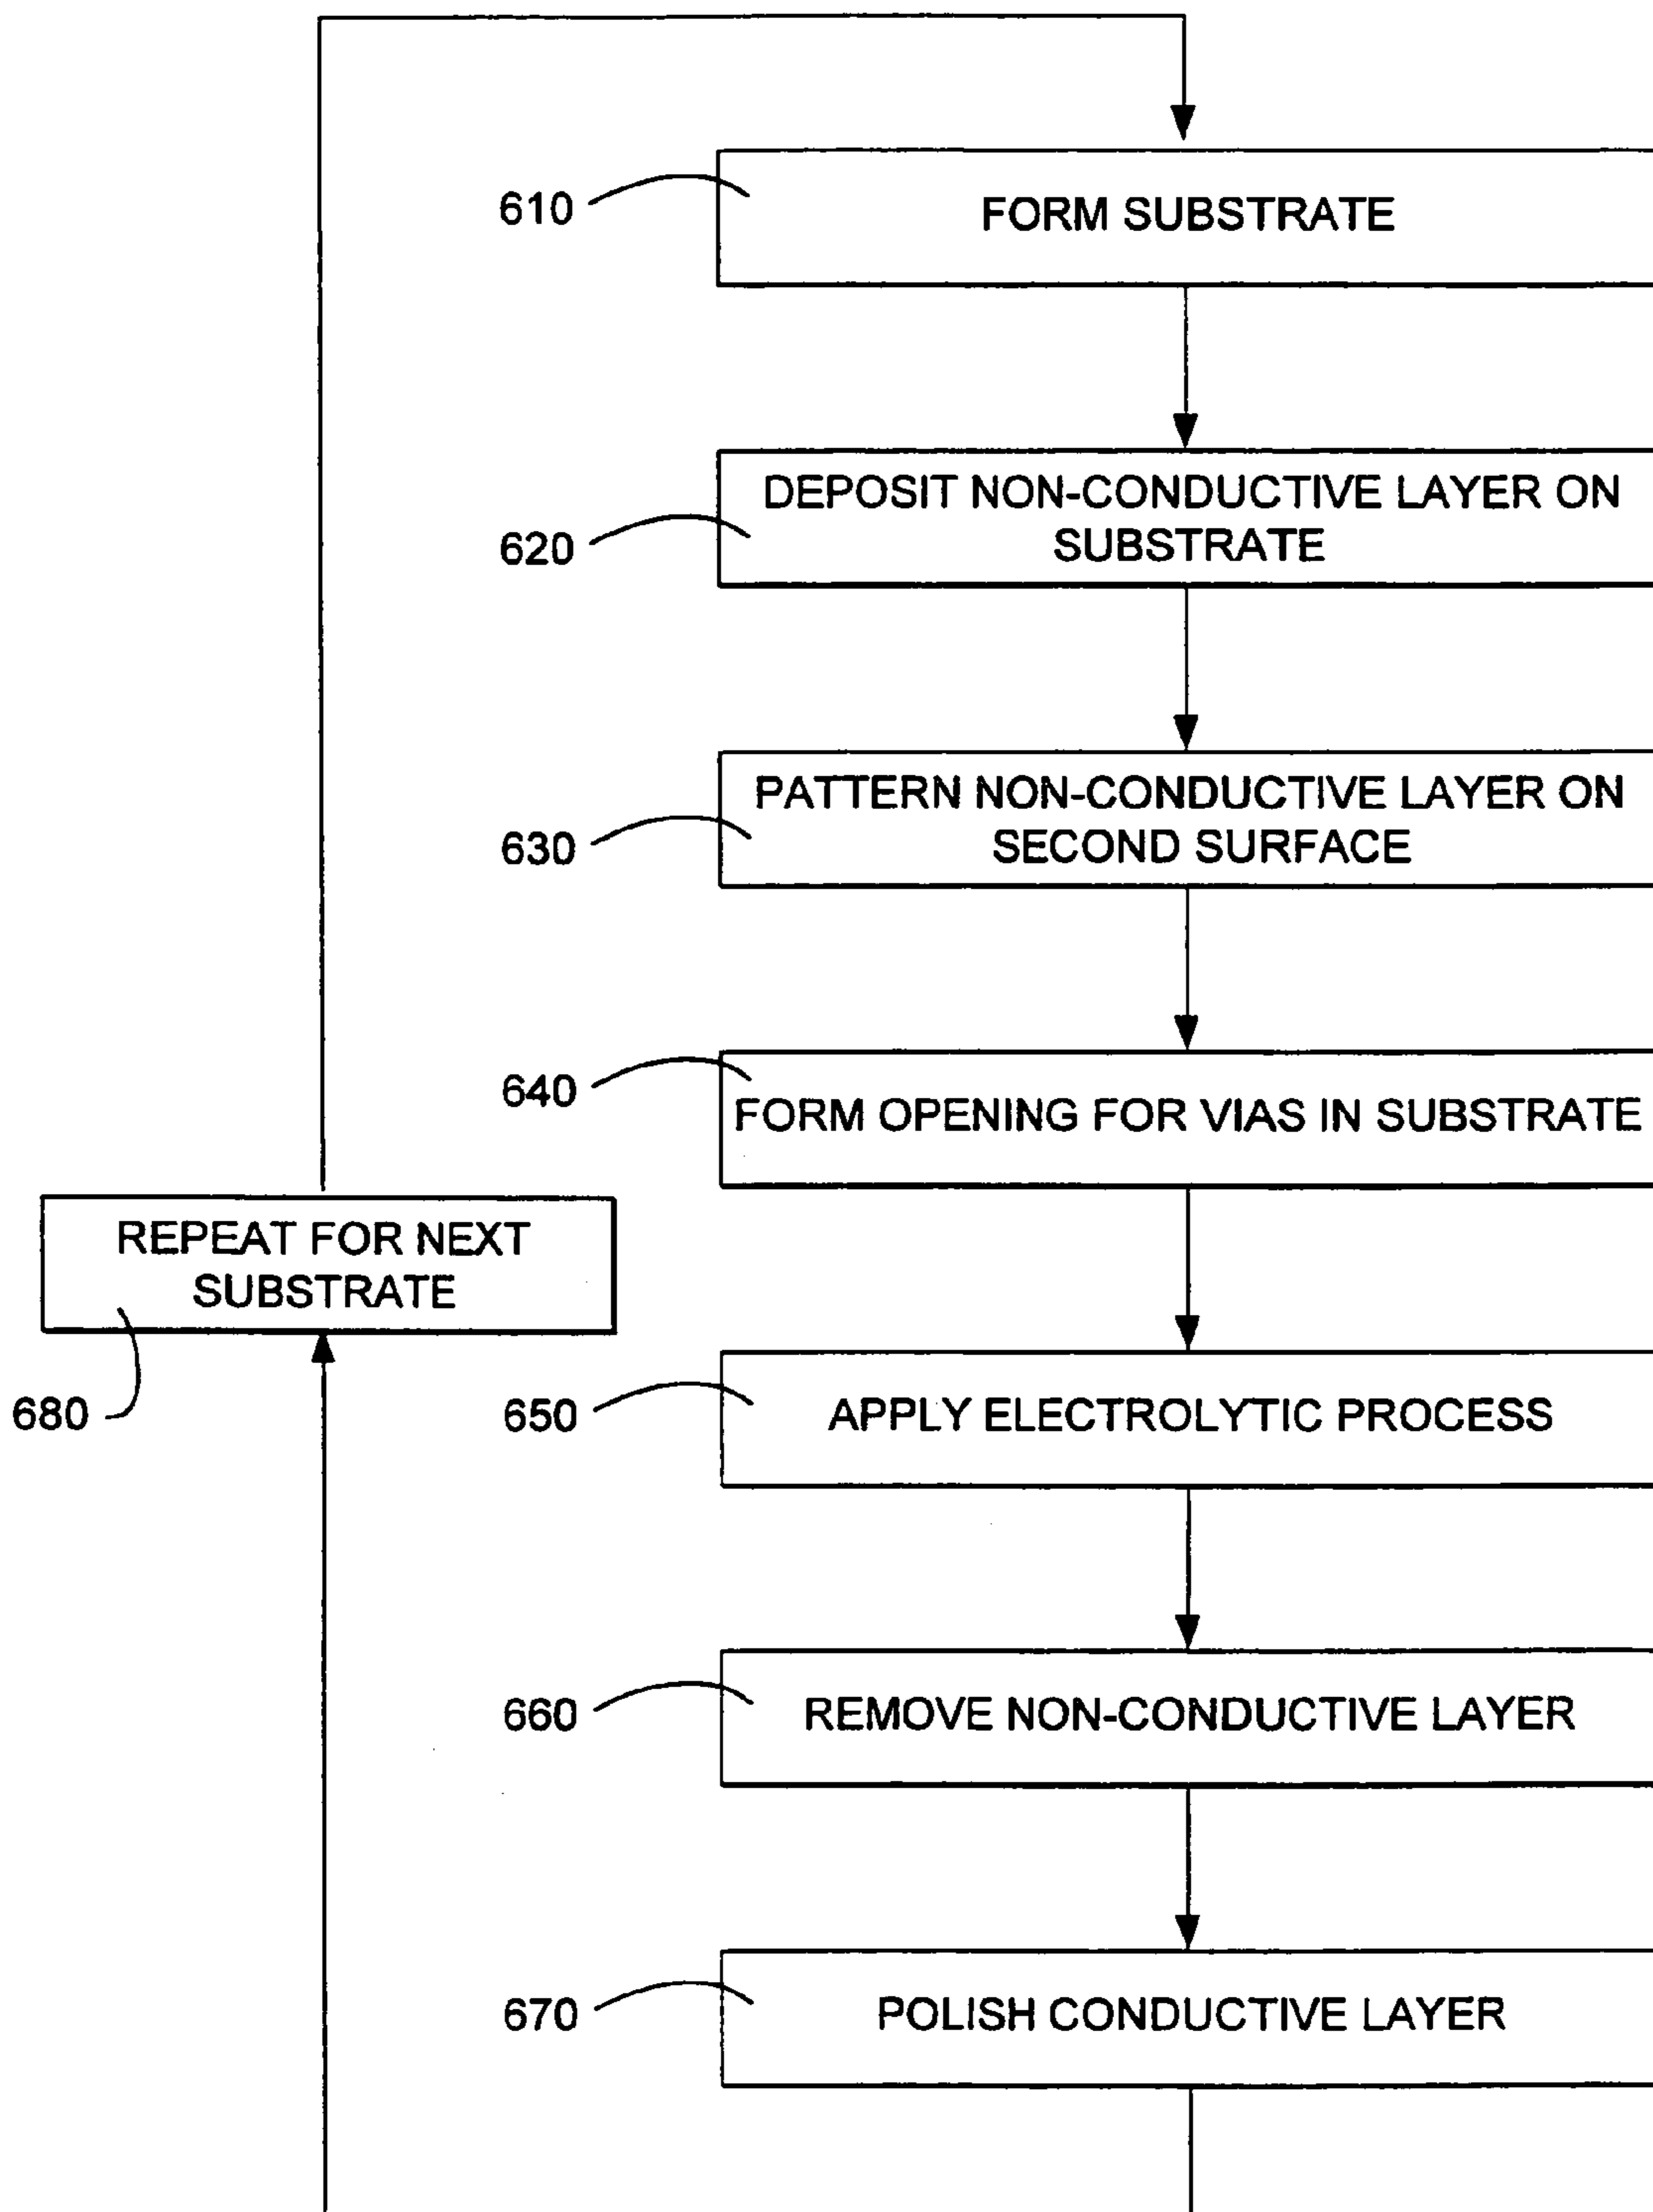 610
FORM SUBSTRATE
620
DEPOSIT NON-CONDUCTIVE LAYER ON
SUBSTRATE
630
PATTERN NON-CONDUCTIVE LAYER ON
SECOND SURFACE
640
FORM OPENING FOR VIAS IN SUBSTRATE
REPEAT FOR NEXT
SUBSTRATE
680
650
APPLY ELECTROLYTIC PROCESS
660
REMOVE NON-CONDUCTIVE LAYER
670
POLISH CONDUCTIVE LAYER